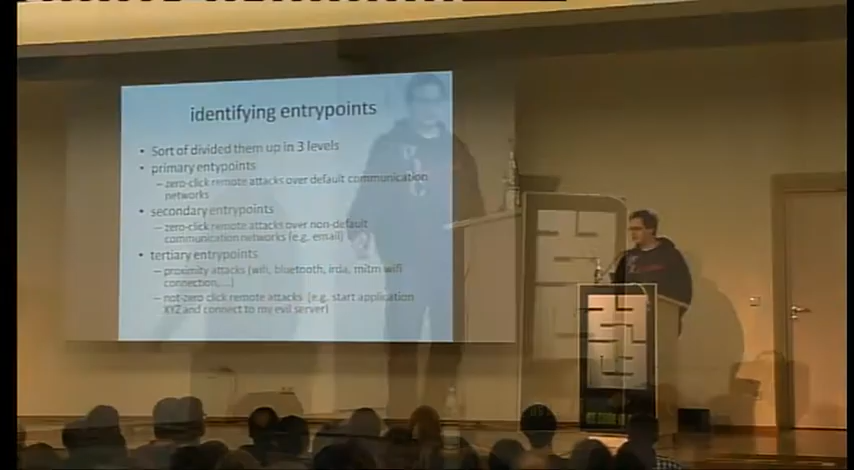 identifying entrypoints
• Sort of divided them up in 3 levels
• primary entypoints
– zero-click remote attacks over default communication
networks
• secondary entrypoints
– zero-click remote attacks over non-default
communication networks (e.g. email)
• tertiary entrypoints
– proximity attacks (wifi, bluetooth, irda, mitm wifi
connection,...)
– not-zero click remote attacks (e.g. start application
XYZ and connect to my evil server)